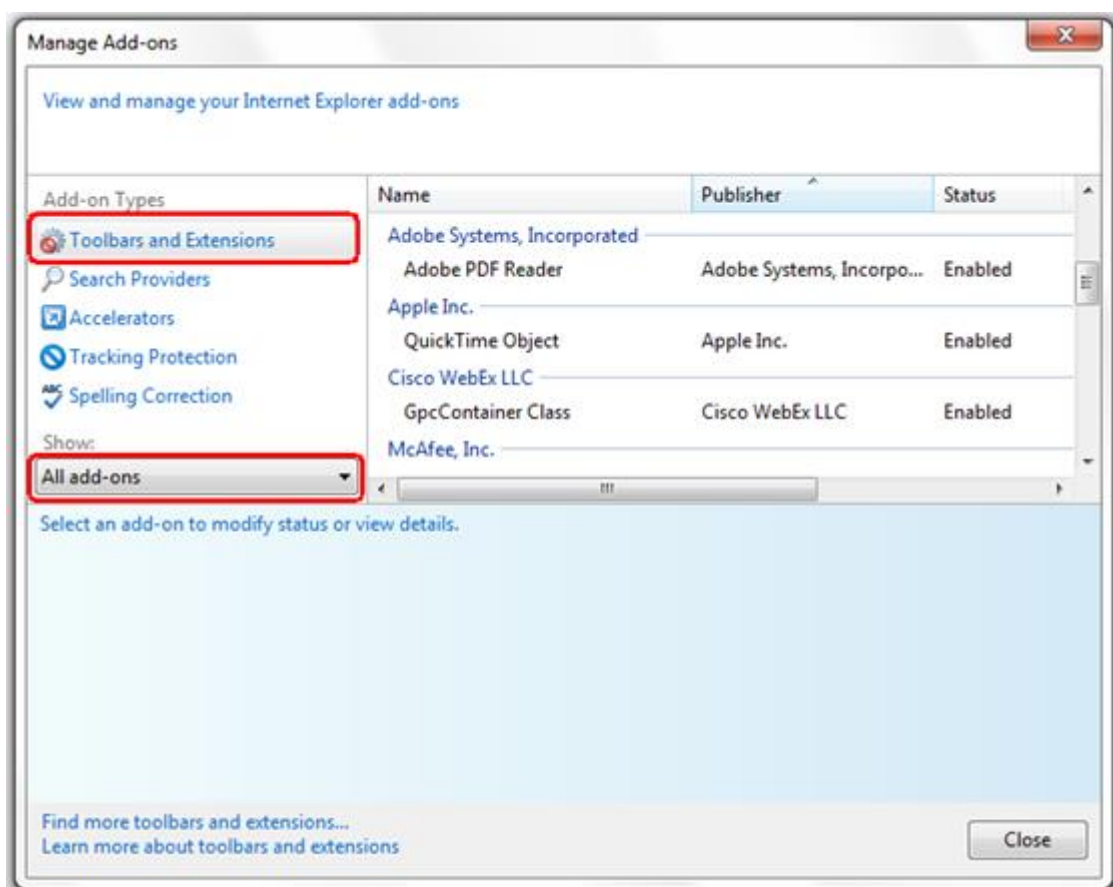 Manage Add-ons
View and manage your Internet Explorer add-ons
Add-on Types
Toolbars and Extensions
Search Providers
Accelerators
Tracking Protection
ABC Spelling Correction
Show:
All add-ons
Name Publisher Status
Adobe Systems, Incorporated
Adobe PDF Reader Adobe Systems, Incorpo... Enabled
Apple Inc.
QuickTime Object Apple Inc. Enabled
Cisco WebEx LLC
GpcContainer Class Cisco WebEx LLC Enabled
McAfee, Inc.
Select an add-on to modify status or view details.
Find more toolbars and extensions...
Learn more about toolbars and extensions
Close